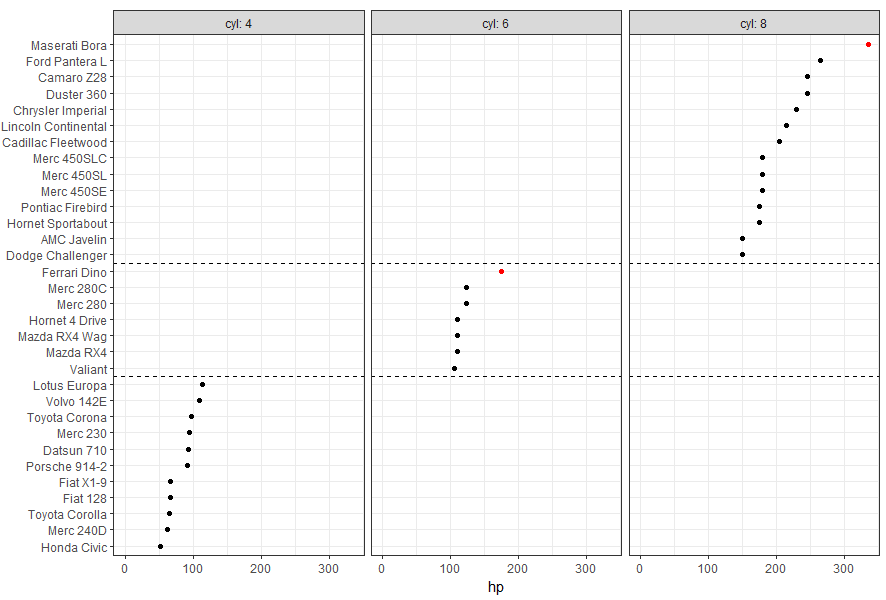 cyl: 4
cyl: 6
cyl: 8
Maserati Bora
Ford Pantera L
Camaro Z28
Duster 360
Chrysler Imperial
Lincoln Continental
Cadillac Fleetwood
Merc 450SLC
Merc 450SL
Merc 450SE
Pontiac Firebird
Hornet Sportabout
AMC Javelin
Dodge Challenger
Ferrari Dino
Merc 280C
Merc 280
Hornet 4 Drive
Mazda RX4 Wag
Mazda RX4
Valiant
Lotus Europa
Volvo 142E
Toyota Corona
Merc 230
Datsun 710
Porsche 914-2
Fiat X1-9
Fiat 128
Toyota Corolla
Merc 240D
Honda Civic
0 100 200 300 0 100 200 300 0 100 200 300
hp